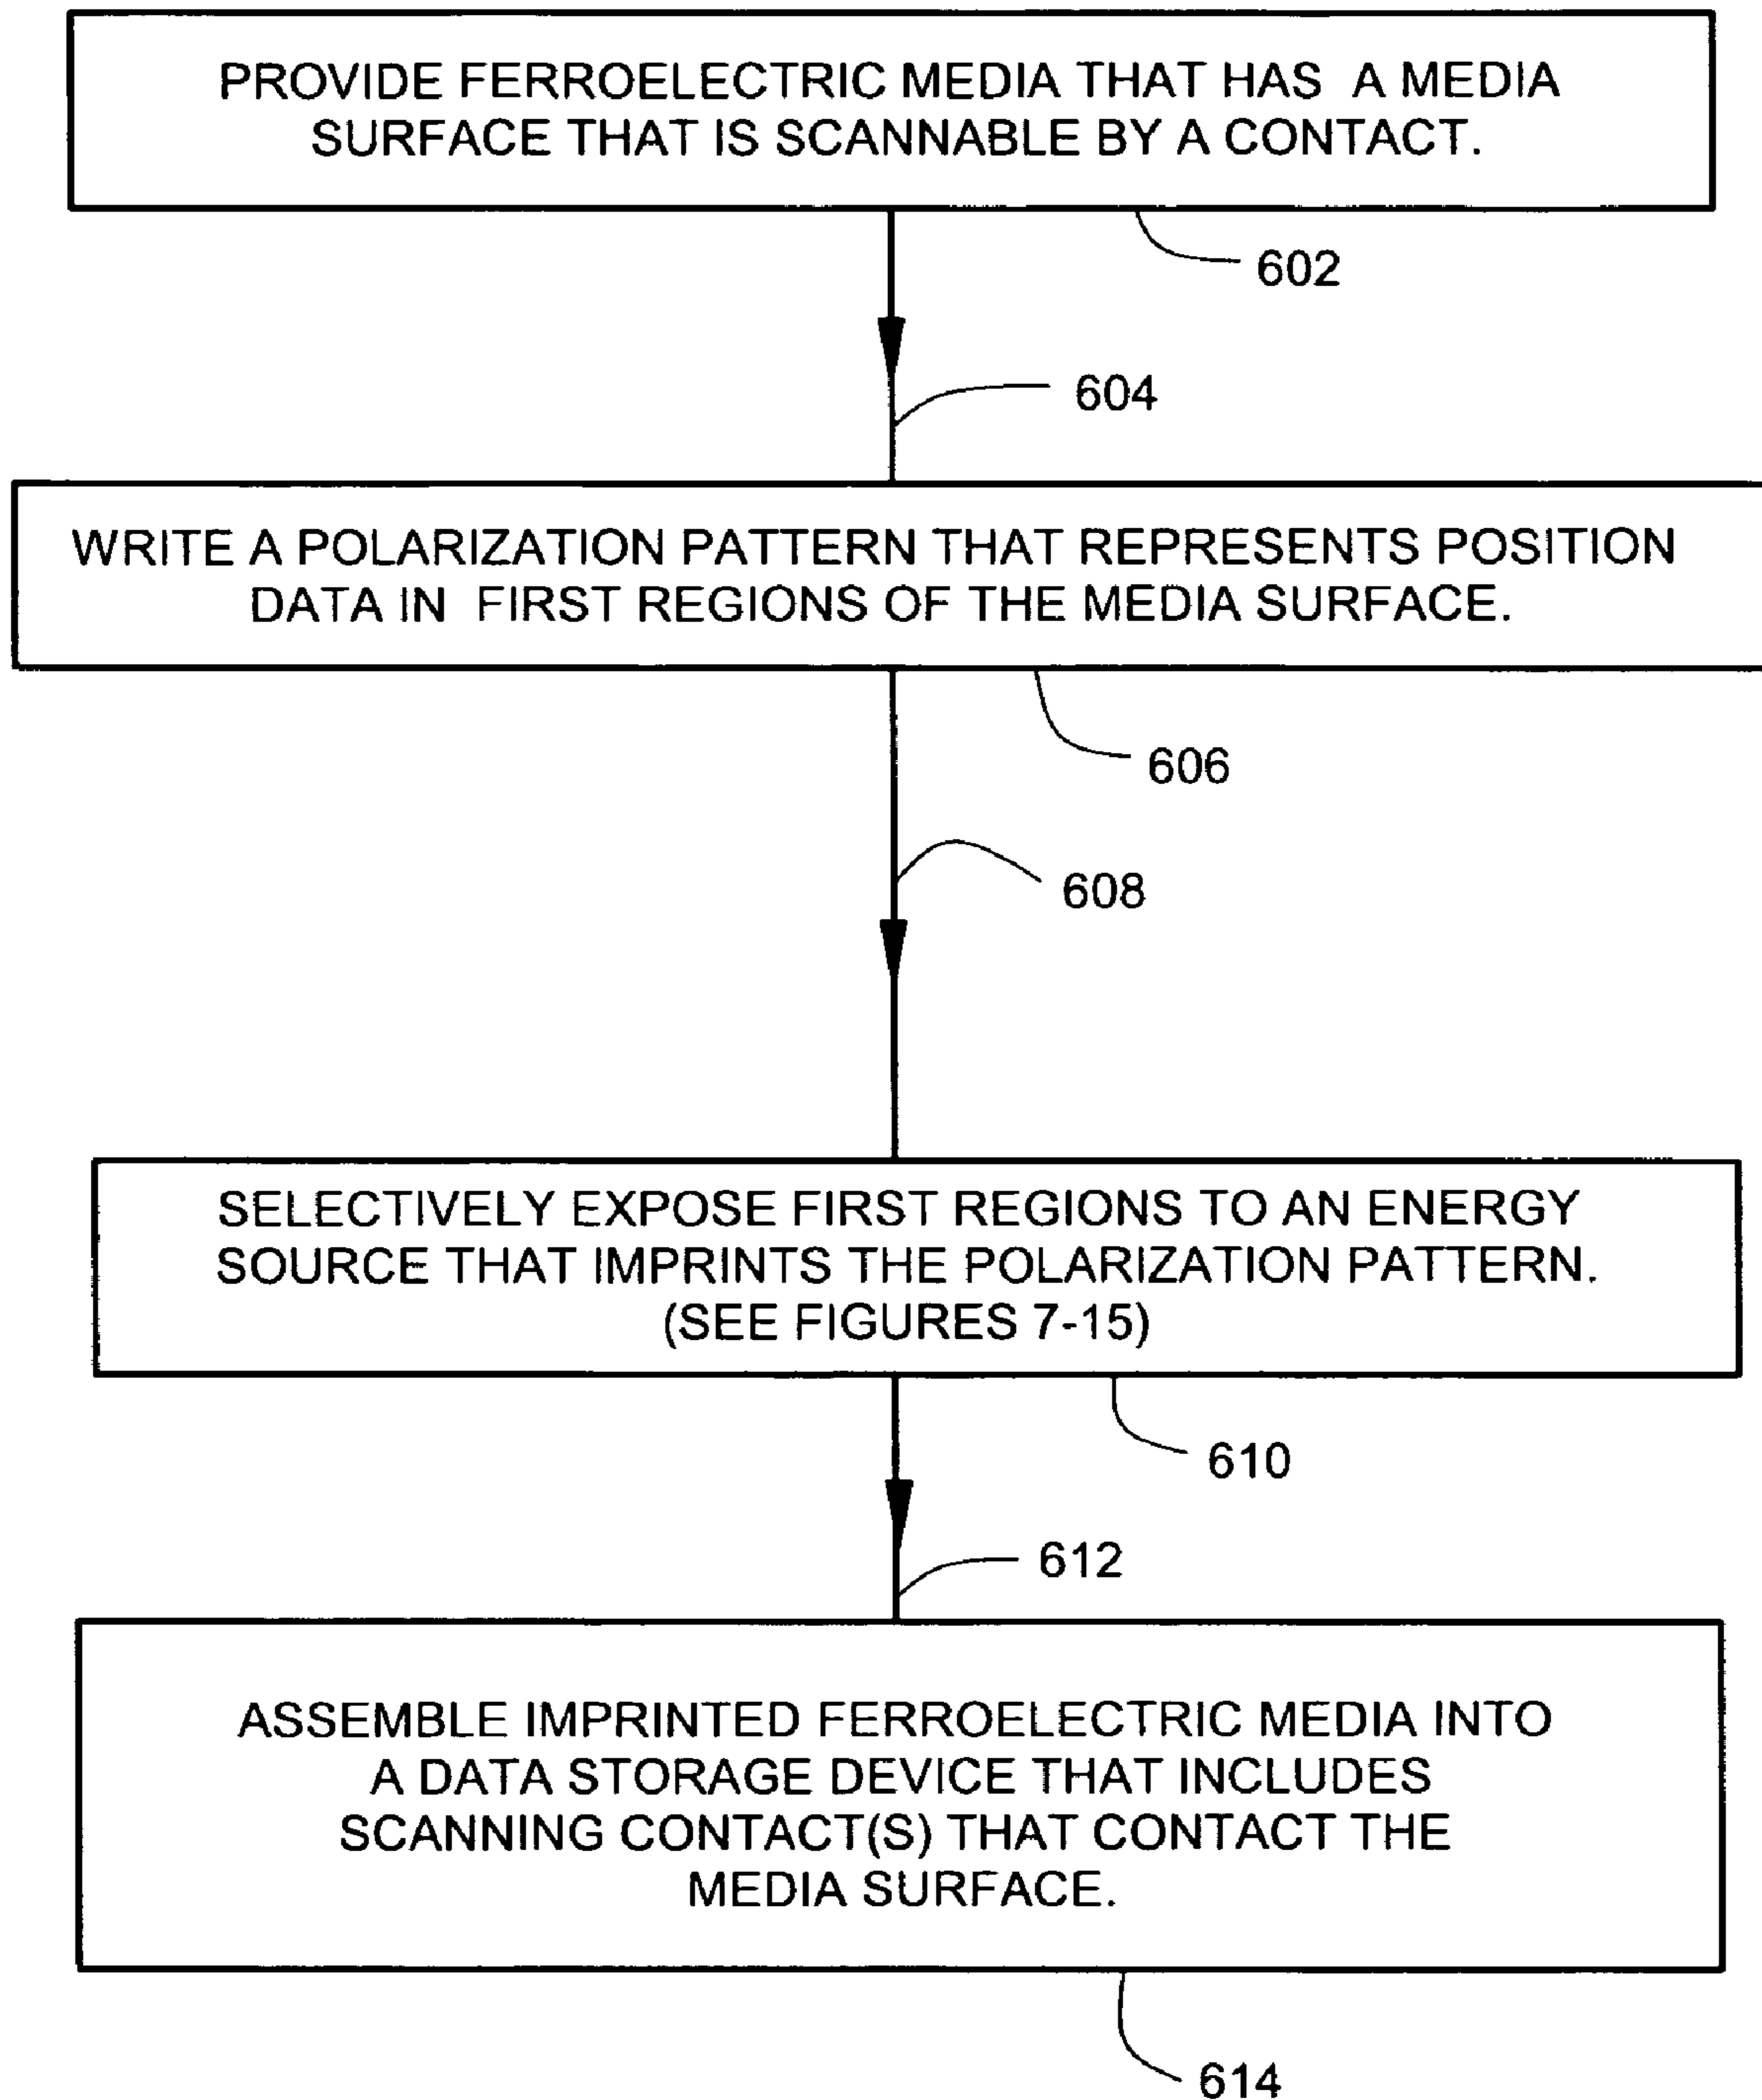 PROVIDE FERROELECTRIC MEDIA THAT HAS A MEDIA
SURFACE THAT IS SCANNABLE BY A CONTACT.
602
604
WRITE A POLARIZATION PATTERN THAT REPRESENTS POSITION
DATA IN FIRST REGIONS OF THE MEDIA SURFACE.
606
608
SELECTIVELY EXPOSE FIRST REGIONS TO AN ENERGY
SOURCE THAT IMPRINTS THE POLARIZATION PATTERN.
(SEE FIGURES 7-15)
610
612
ASSEMBLE IMPRINTED FERROELECTRIC MEDIA INTO
A DATA STORAGE DEVICE THAT INCLUDES
SCANNING CONTACT(S) THAT CONTACT THE
MEDIA SURFACE.
614